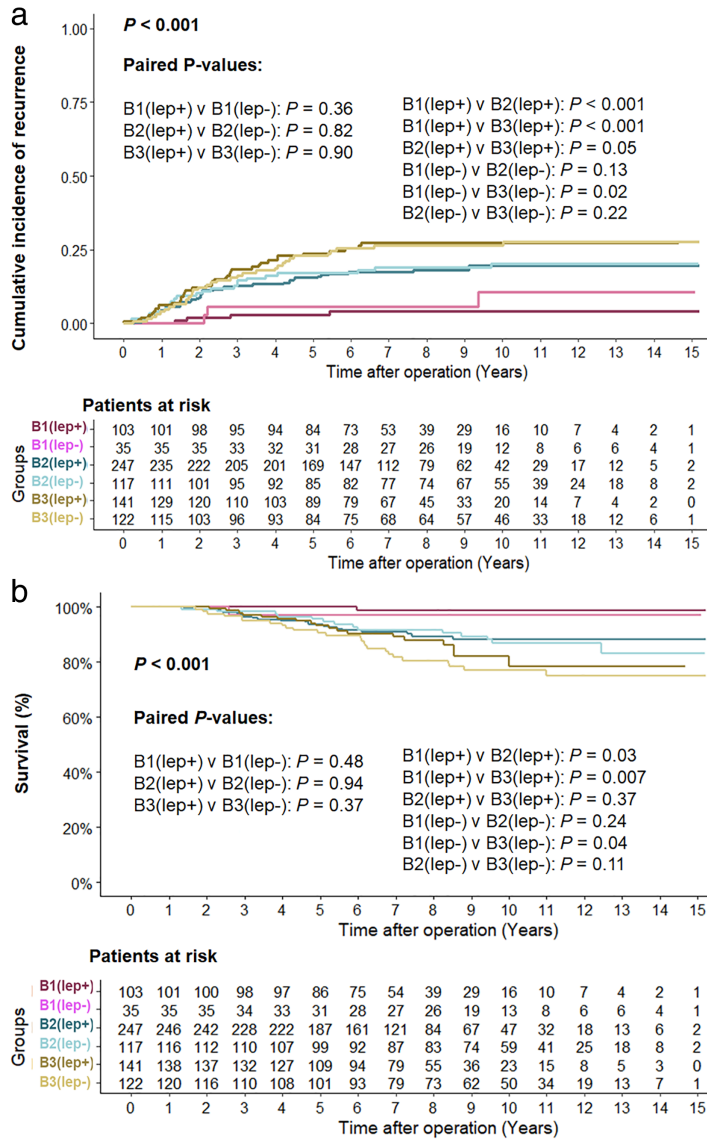 a
P < 0.001
Paired P-values:
B1(lep+) v B1(lep-): P = 0.36
B2(lep+) v B2(lep-): P = 0.82
B3(lep+) v B3(lep-): P = 0.90
B1(lep+) v B2(lep+): P < 0.001
B1(lep+) v B3(lep+): P < 0.001
B2(lep+) v B3(lep+): P = 0.05
B1(lep-) v B2(lep-): P = 0.13
B1(lep-) v B3(lep-): P = 0.02
B2(lep-) v B3(lep-): P = 0.22
Cumulative incidence of recurrence
1.00
0.75
0.50
0.25
0.00
0 1 2 3 4 5 6 7 8 9 10 11 12 13 14 15
Time after operation (Years)
Patients at risk
Groups
B1(lep+) 103 101 98 95 94 84 73 53 39 29 16 10 7 4 2 1
B1(lep-) 35 35 35 33 32 31 28 27 26 19 12 8 6 6 4 1
B2(lep+) 247 235 222 205 201 169 147 112 79 62 42 29 17 12 5 2
B2(lep-) 117 111 101 95 92 85 82 77 74 67 55 39 24 18 8 2
B3(lep+) 141 129 120 110 103 89 79 67 45 33 20 14 7 4 2 0
B3(lep-) 122 115 103 96 93 84 75 68 64 57 46 33 18 12 6 1
0 1 2 3 4 5 6 7 8 9 10 11 12 13 14 15
Time after operation (Years)
b
100%
80%
60%
40%
20%
0%
Survival (%)
P < 0.001
Paired P-values:
B1(lep+) v B1(lep-): P = 0.48
B2(lep+) v B2(lep-): P = 0.94
B3(lep+) v B3(lep-): P = 0.37
B1(lep+) v B2(lep+): P = 0.03
B1(lep+) v B3(lep+): P = 0.007
B2(lep+) v B3(lep+): P = 0.37
B1(lep-) v B2(lep-): P = 0.24
B1(lep-) v B3(lep-): P = 0.04
B2(lep-) v B3(lep-): P = 0.11
0 1 2 3 4 5 6 7 8 9 10 11 12 13 14 15
Time after operation (Years)
Patients at risk
Groups
B1(lep+) 103 101 100 98 97 86 75 54 39 29 16 10 7 4 2 1
B1(lep-) 35 35 35 34 33 31 28 27 26 19 13 8 6 6 4 1
B2(lep+) 247 246 242 228 222 187 161 121 84 67 47 32 18 13 6 2
B2(lep-) 117 116 112 110 107 99 92 87 83 74 59 41 25 18 8 2
B3(lep+) 141 138 137 132 127 109 94 79 55 36 23 15 8 5 3 0
B3(lep-) 122 120 116 110 108 101 93 79 73 62 50 34 19 13 7 1
0 1 2 3 4 5 6 7 8 9 10 11 12 13 14 15
Time after operation (Years)